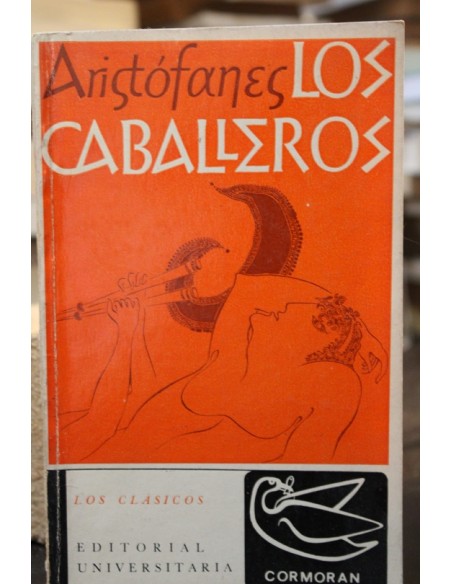 Aristófanes LOS
CABALLEROS
LOS CLASICOS
EDITORIAL
UNIVERSITARIA
CORMORAN